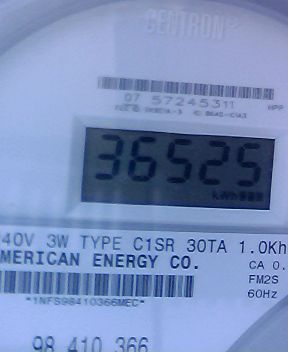 CENTRON®
07 57245311
36525
kWh
40V 3W TYPE C1SR 30TA 1.0Kh
MERICAN ENERGY CO.
CA 0.
FM2S
*1NFS98410366MEC*
60Hz
98 410 366